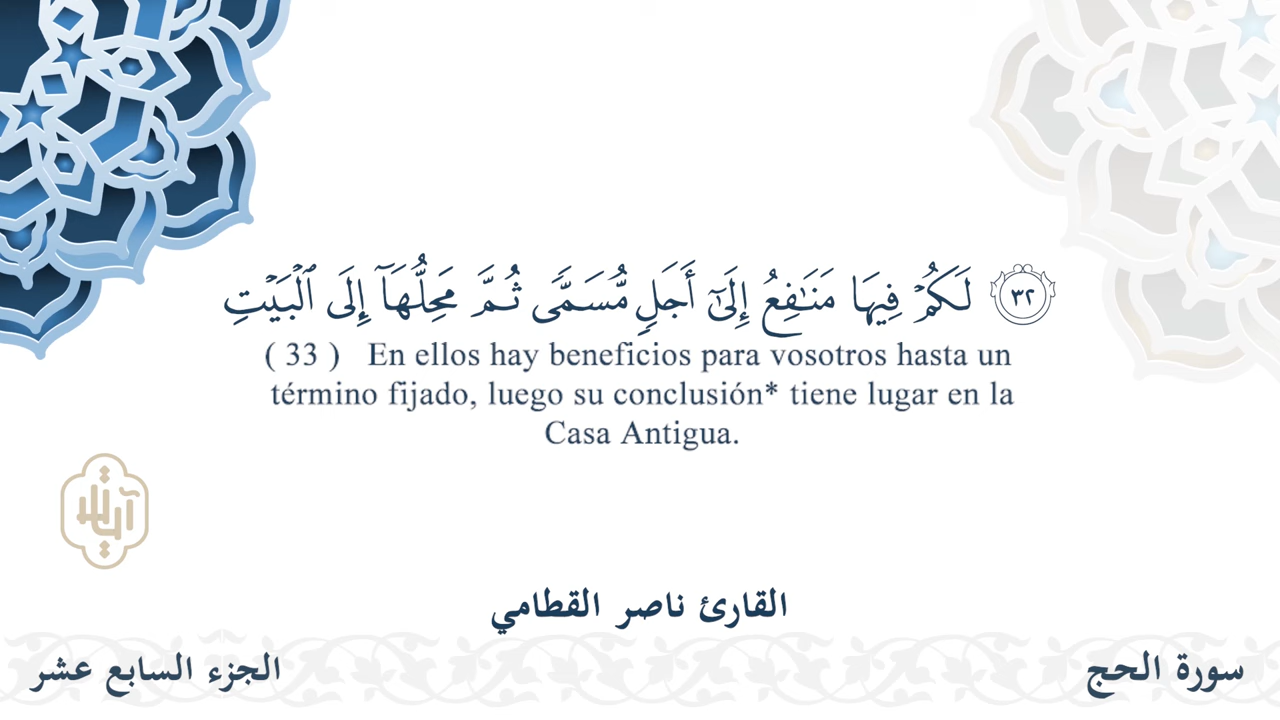 ٣٢ لَكُمۡ فِيهَا مَنَٰفِعُ إِلَىٰٓ أَجَلٖ مُّسَمّٗى ثُمَّ مَحِلُّهَآ إِلَى ٱلۡبَيۡتِ
( 33 ) En ellos hay beneficios para vosotros hasta un
término fijado, luego su conclusión* tiene lugar en la
Casa Antigua.
القارئ ناصر القطامي
سورة الحج
الجزء السابع عشر